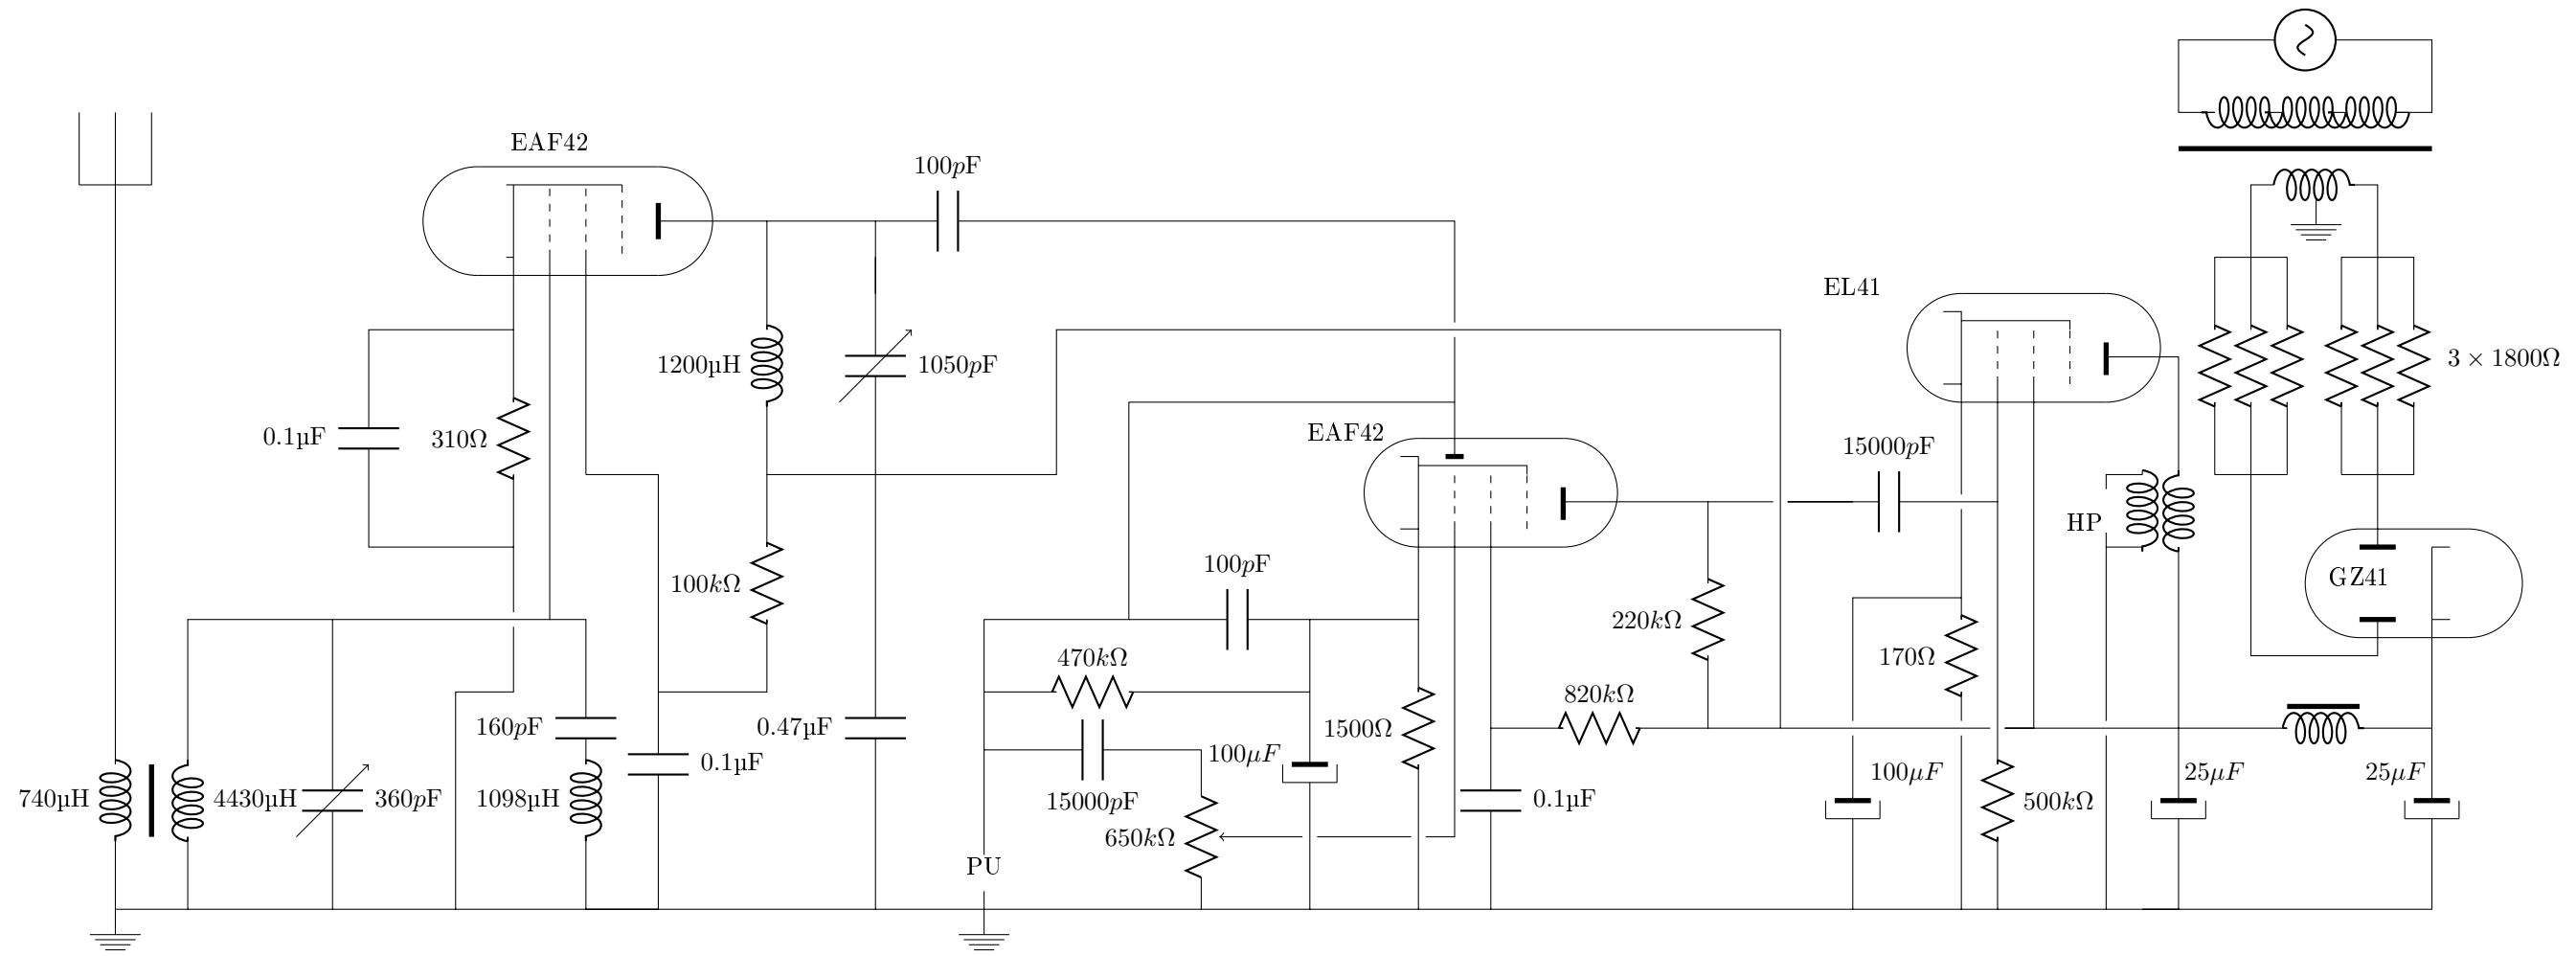 EAF42
100pF
EL41
1200µH
1050pF
3 × 1800Ω
0.1µF
310Ω
EAF42
15000pF
HP
100kΩ
100pF
GZ41
220kΩ
470kΩ
170Ω
820kΩ
160pF
0.47µF
1500Ω
100µF
0.1µF
100µF
25µF
25µF
740µH
4430µH
360pF
1098µH
15000pF
0.1µF
500kΩ
650kΩ
PU